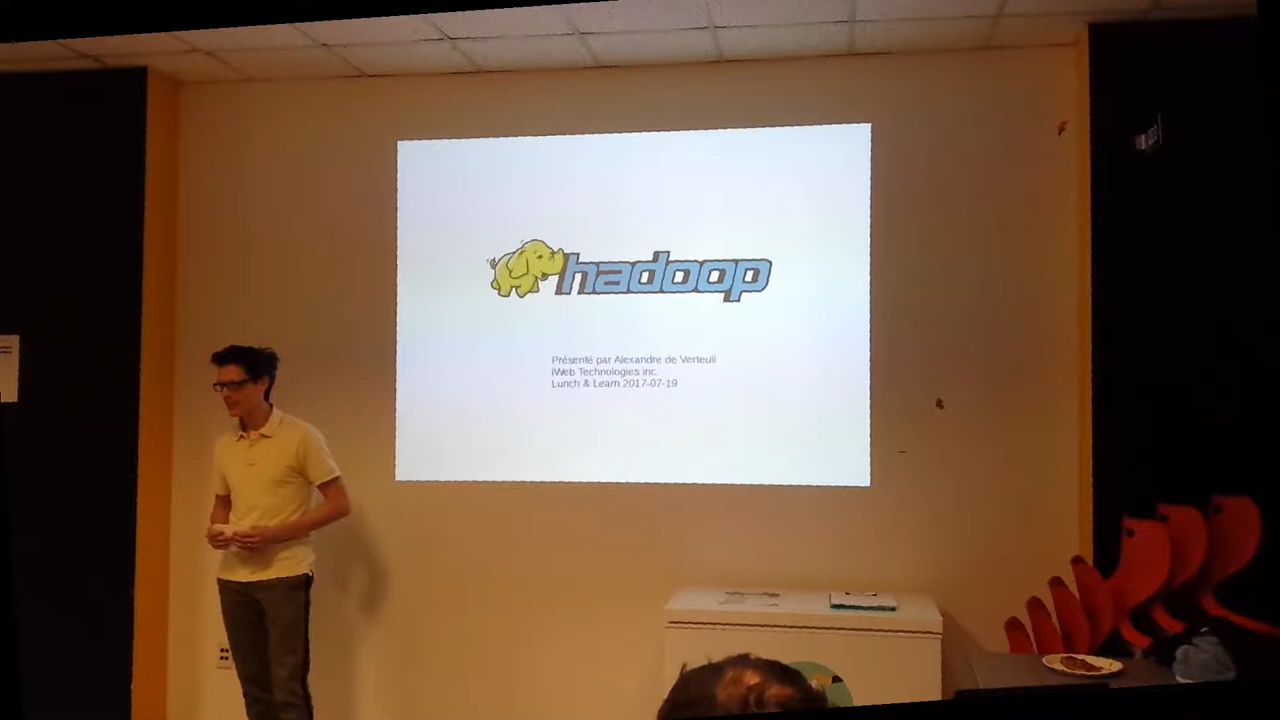 hadoop
Présenté par Alexandre de Verteuil
iWeb Technologies inc.
Lunch & Learn 2017-07-19